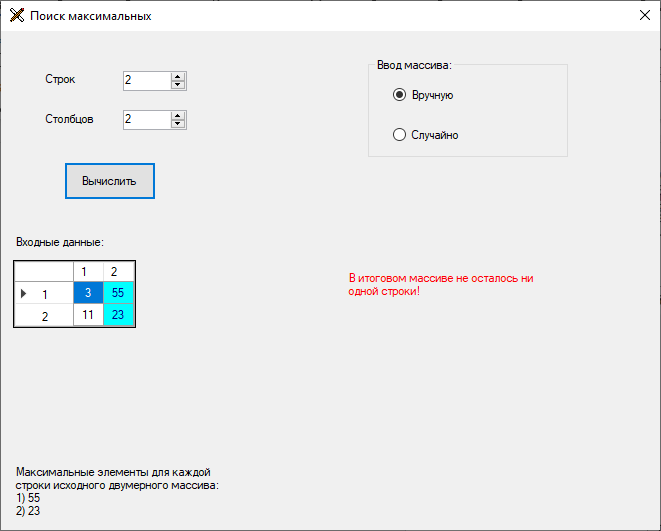 Поиск максимальных
Строк 2
Столбцов 2
Ввод массива:
Вручную
Случайно
Вычислить
Входные данные:
1 2
1 3 55
2 11 23
В итоговом массиве не осталось ни
одной строки!
Максимальные элементы для каждой
строки исходного двумерного массива:
1) 55
2) 23